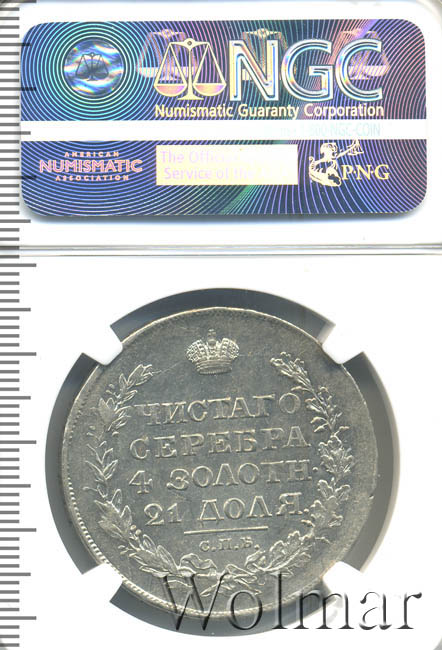 NGC
Numismatic Guaranty Corporation
AMERICAN
NUMISMATIC
ASSOCIATION
The Official
Service of the
P·N·G
ЧИСТАГО
СЕРЕБРА
4 ЗОЛОТН.
21 ДОЛЯ.
С.П.Б.
Wolmar